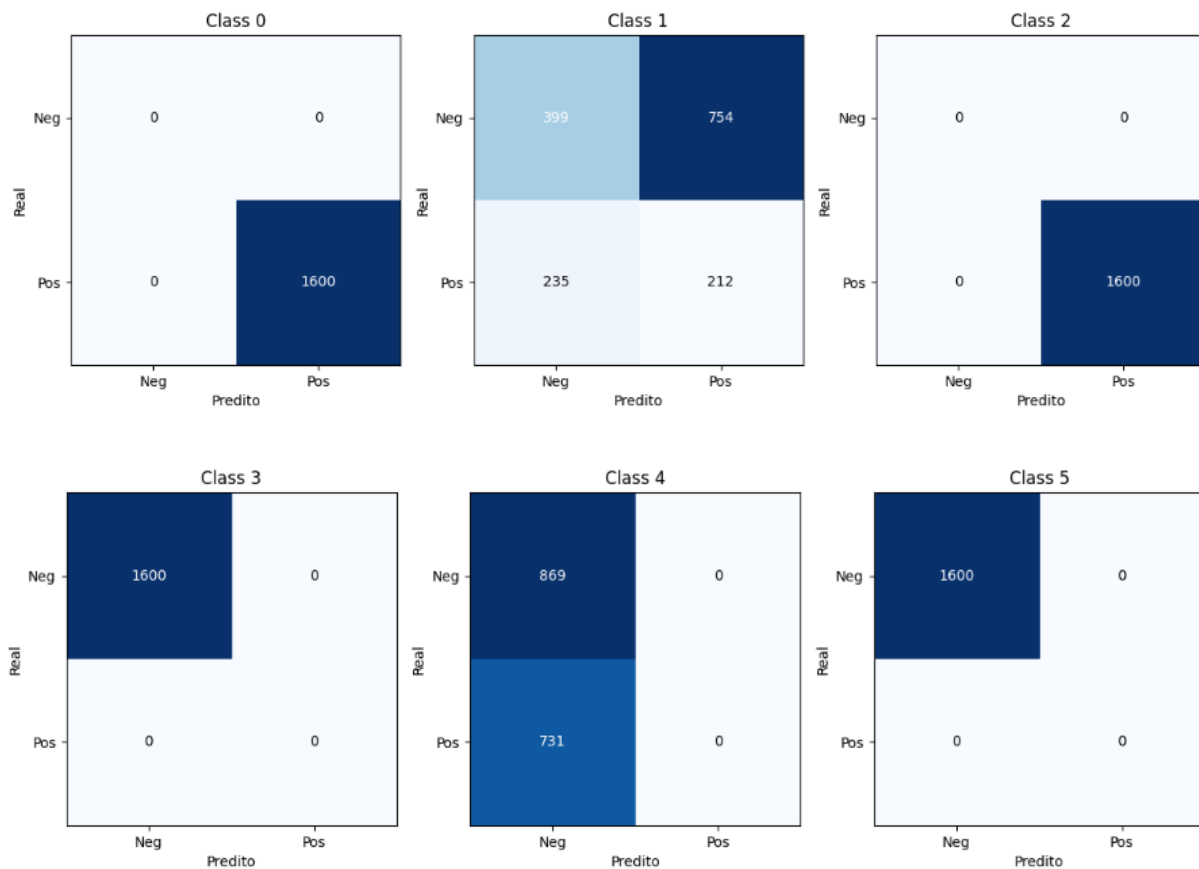 Class 0 Class 1 Class 2
Neg 0 0 Neg 399 754 Neg 0 0
Real Real Real
Pos 0 1600 Pos 235 212 Pos 0 1600
Neg Pos Neg Pos Neg Pos
Predito Predito Predito
Class 3 Class 4 Class 5
Neg 1600 0 Neg 869 0 Neg 1600 0
Real Real Real
Pos 0 0 Pos 731 0 Pos 0 0
Neg Pos Neg Pos Neg Pos
Predito Predito Predito